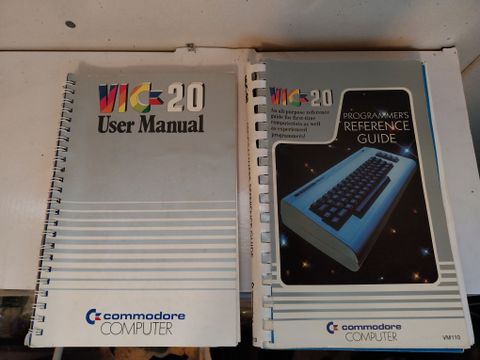 VIC 20
User Manual
commodore
COMPUTER
VIC 20
An all-purpose reference
guide for first-time
computerists as well
as experienced
programmers!
PROGRAMMER'S
REFERENCE
GUIDE
commodore
COMPUTER
VM110